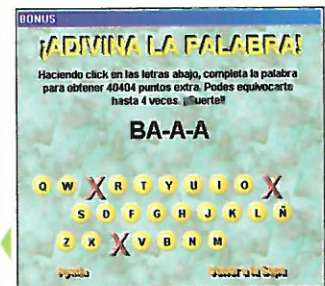 BONUS
¡ADIVINA LA PALABRA!
Haciendo click en las letras abajo, completa la palabra
para obtener 40404 puntos extra. Podes equivocarte
hasta 4 veces. ¡Suerte!!
BA-A-A
Q W X R T Y U I O X
S D F G H J K L Ñ
Z X X V B N M
Ayuda